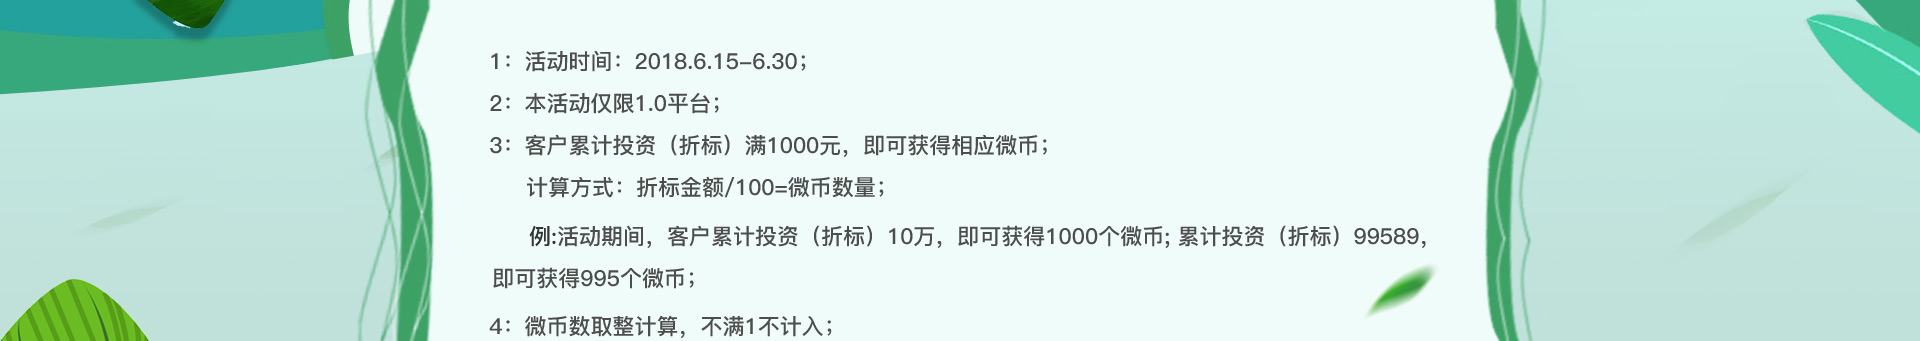 1：活动时间：2018.6.15-6.30；
2：本活动仅限1.0平台；
3：客户累计投资（折标）满1000元，即可获得相应微币；
计算方式：折标金额/100=微币数量；
例:活动期间，客户累计投资（折标）10万，即可获得1000个微币; 累计投资（折标）99589，
即可获得995个微币；
4：微币数取整计算，不满1不计入；